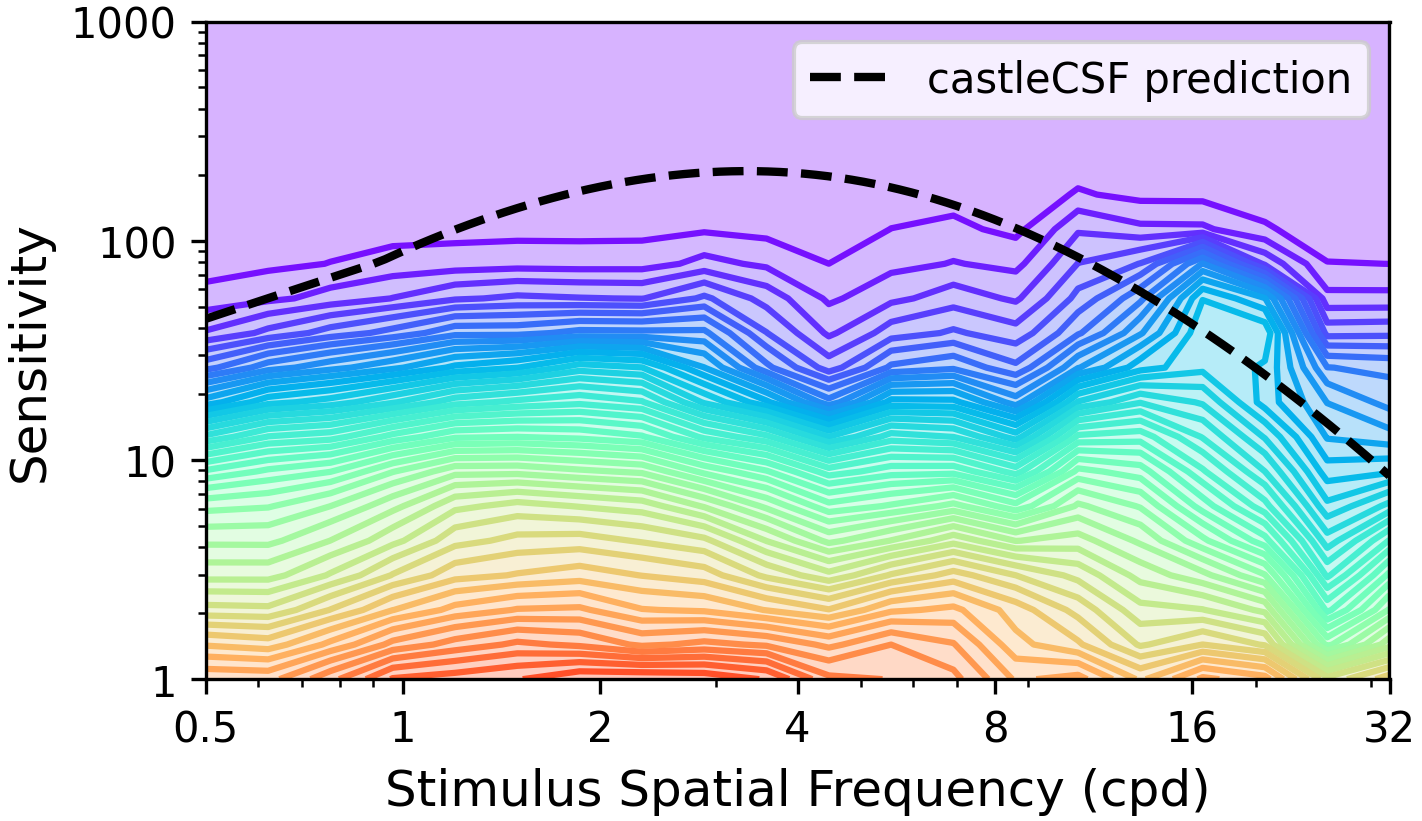 1000
100
10
1
Sensitivity
castleCSF prediction
0.5 1 2 4 8 16 32
Stimulus Spatial Frequency (cpd)